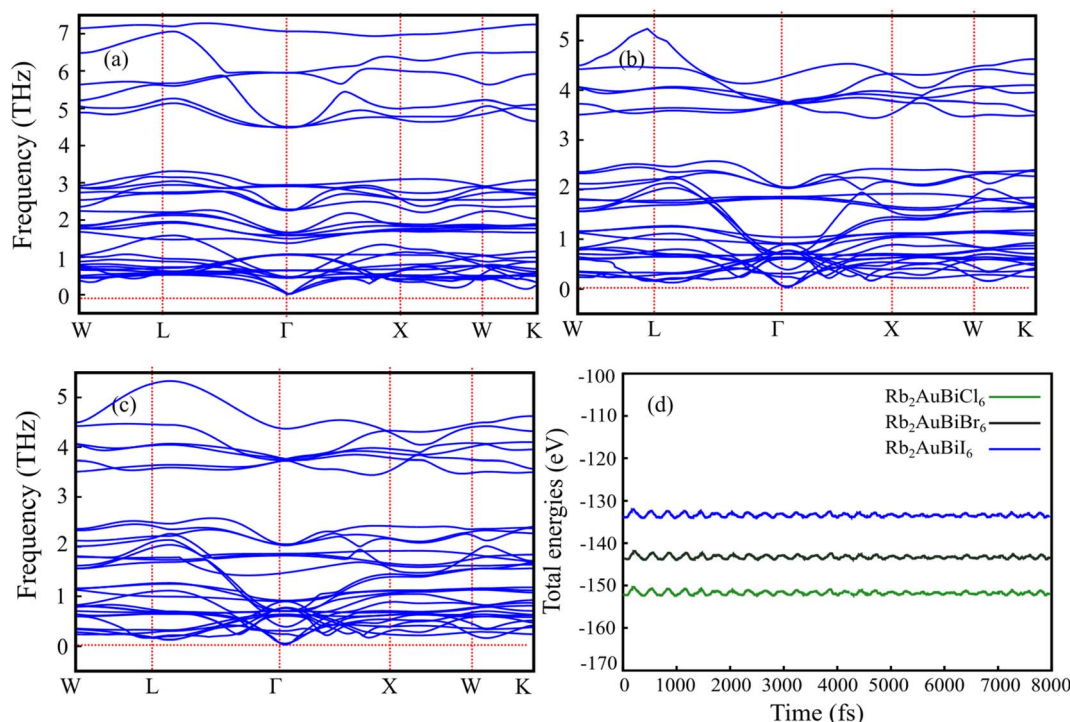 (a)
Frequency (THz)
7
6
5
4
3
2
1
0
W L Γ X W K
(b)
5
4
3
2
1
0
W L Γ X W K
(c)
Frequency (THz)
5
4
3
2
1
0
W L Γ X W K
(d)
Rb₂AuBiCl₆
Rb₂AuBiBr₆
Rb₂AuBiI₆
Total energies (eV)
-100
-110
-120
-133
-142
-150
-160
-170
0 1000 2000 3000 4000 5000 6000 7000 8000
Time (fs)